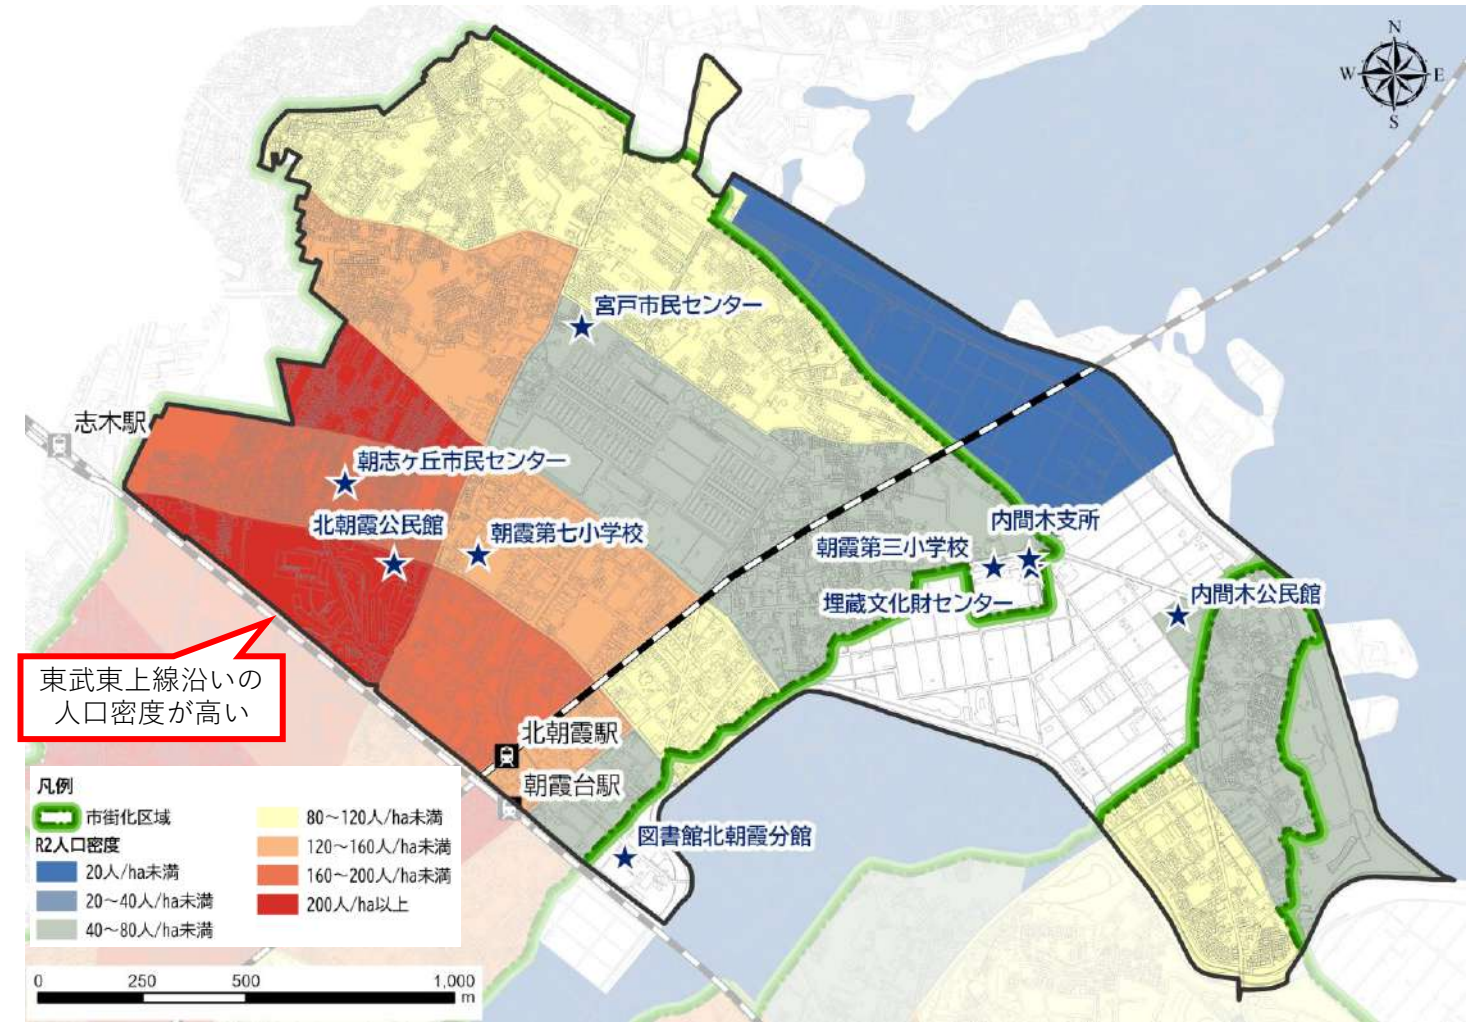 N
W
E
S
宮戸市民センター
志木駅
朝志ヶ丘市民センター
北朝霞公民館
朝霞第七小学校
内間木支所
朝霞第三小学校
埋蔵文化財センター
内間木公民館
東武東上線沿いの
人口密度が高い
北朝霞駅
朝霞台駅
図書館北朝霞分館
凡例
市街化区域
R2人口密度
20人/ha未満
20～40人/ha未満
40～80人/ha未満
80～120人/ha未満
120～160人/ha未満
160～200人/ha未満
200人/ha以上
0 250 500 1,000
m